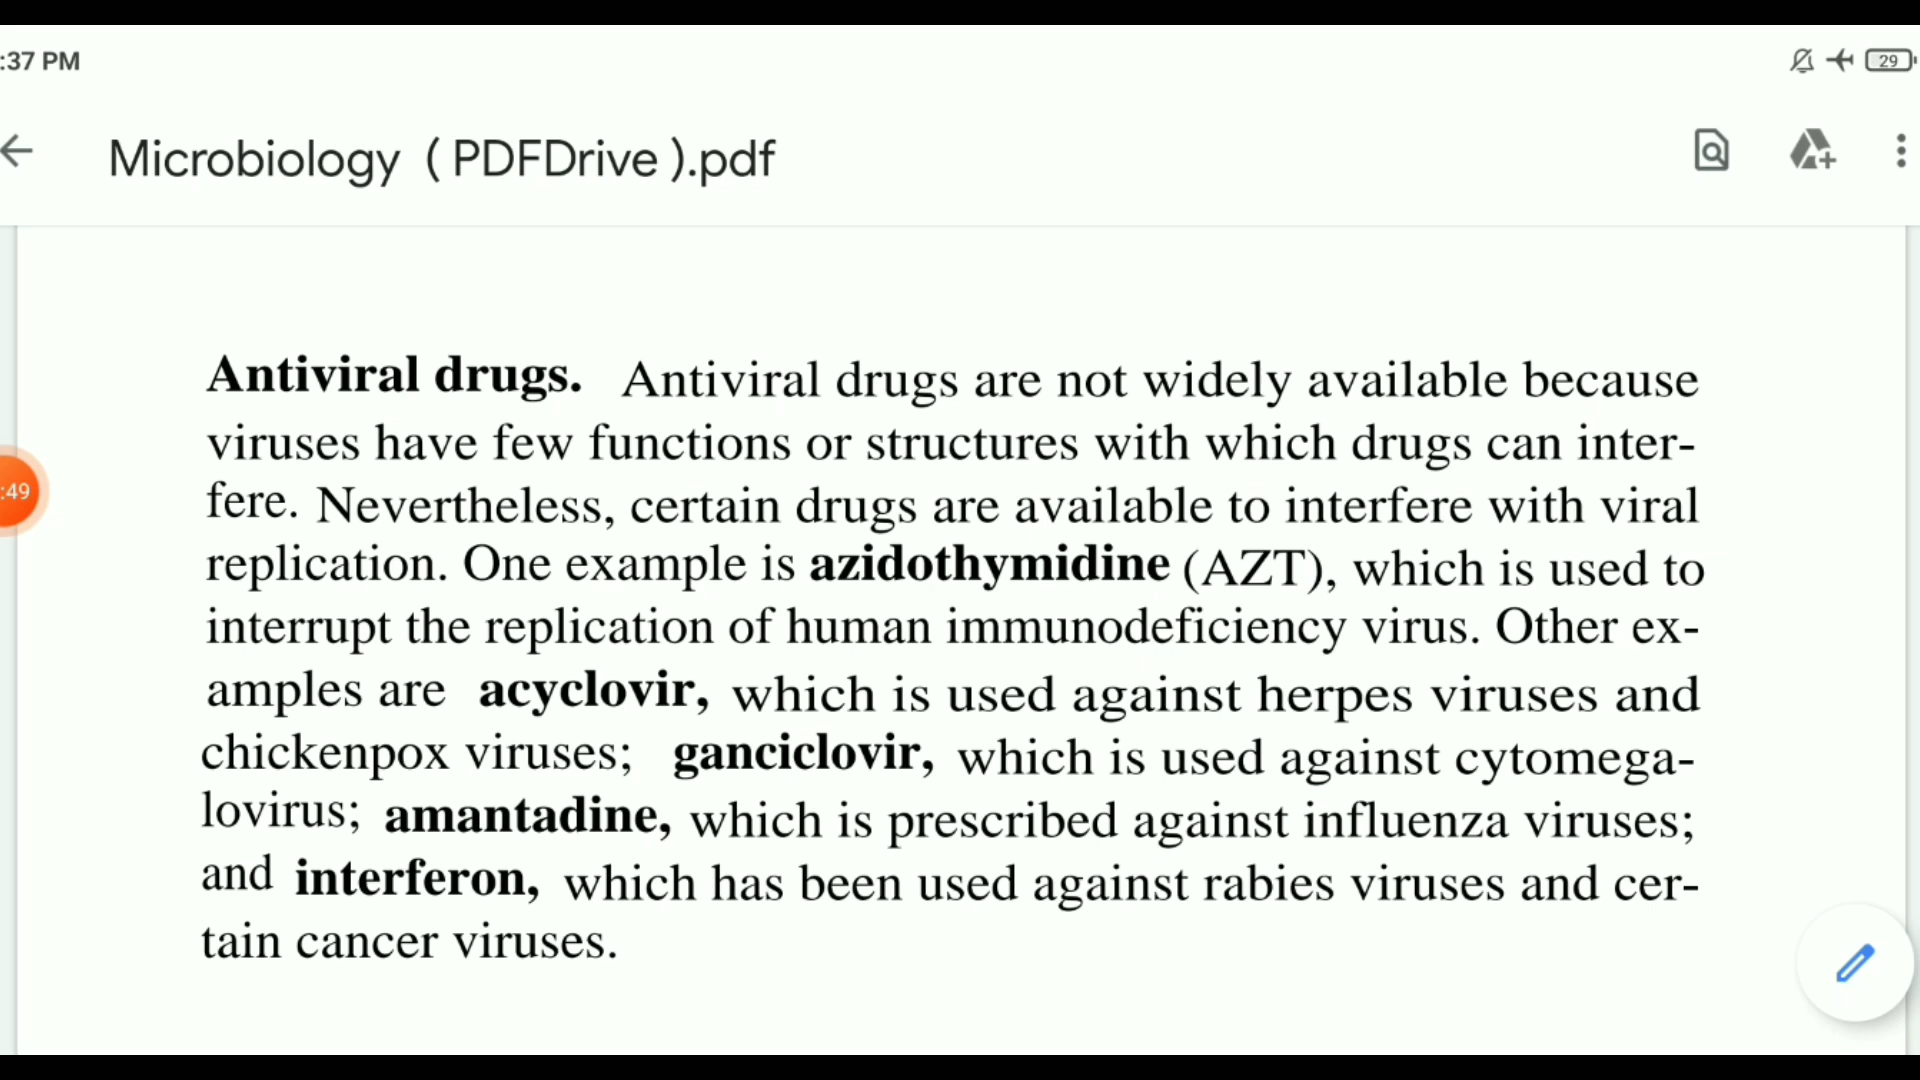 :37 PM
29
Microbiology ( PDFDrive ).pdf
Antiviral drugs. Antiviral drugs are not widely available because
viruses have few functions or structures with which drugs can inter-
fere. Nevertheless, certain drugs are available to interfere with viral
:49
replication. One example is azidothymidine (AZT), which is used to
interrupt the replication of human immunodeficiency virus. Other ex-
amples are acyclovir, which is used against herpes viruses and
chickenpox viruses; ganciclovir, which is used against cytomega-
lovirus; amantadine, which is prescribed against influenza viruses;
and interferon, which has been used against rabies viruses and cer-
tain cancer viruses.